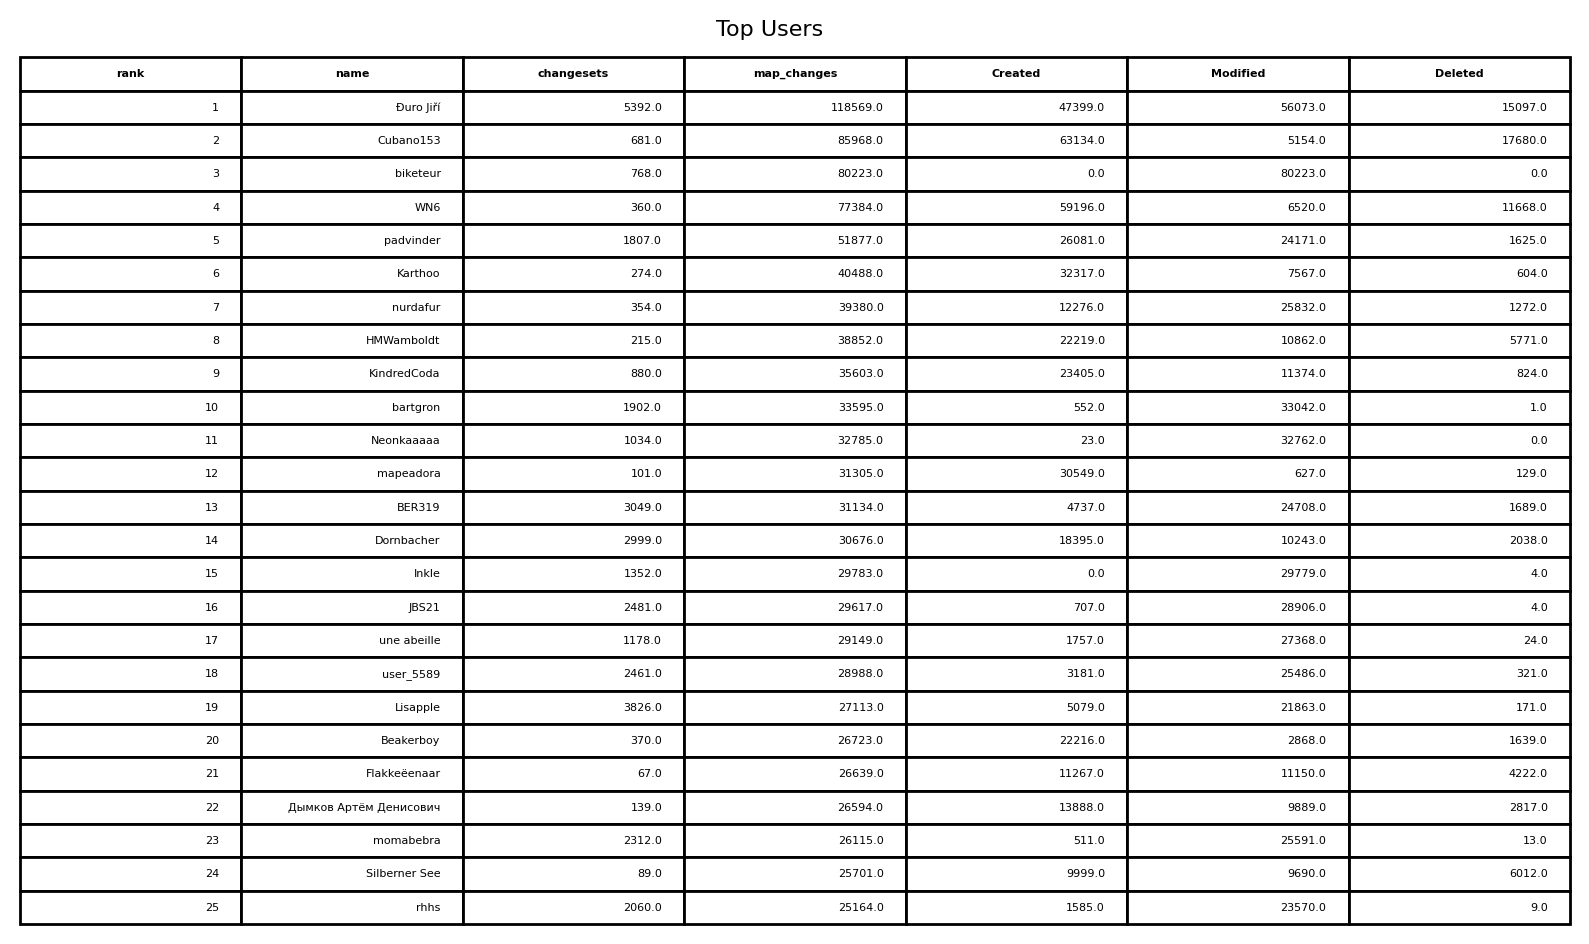 Top Users
rank name changesets map_changes Created Modified Deleted
1 Đuro Jiří 5392.0 118569.0 47399.0 56073.0 15097.0
2 Cubano153 681.0 85968.0 63134.0 5154.0 17680.0
3 biketeur 768.0 80223.0 0.0 80223.0 0.0
4 WN6 360.0 77384.0 59196.0 6520.0 11668.0
5 padvinder 1807.0 51877.0 26081.0 24171.0 1625.0
6 Karthoo 274.0 40488.0 32317.0 7567.0 604.0
7 nurdafur 354.0 39380.0 12276.0 25832.0 1272.0
8 HMWamboldt 215.0 38852.0 22219.0 10862.0 5771.0
9 KindredCoda 880.0 35603.0 23405.0 11374.0 824.0
10 bartgron 1902.0 33595.0 552.0 33042.0 1.0
11 Neonkaaaaa 1034.0 32785.0 23.0 32762.0 0.0
12 mapeadora 101.0 31305.0 30549.0 627.0 129.0
13 BER319 3049.0 31134.0 4737.0 24708.0 1689.0
14 Dornbacher 2999.0 30676.0 18395.0 10243.0 2038.0
15 Inkle 1352.0 29783.0 0.0 29779.0 4.0
16 JBS21 2481.0 29617.0 707.0 28906.0 4.0
17 une abeille 1178.0 29149.0 1757.0 27368.0 24.0
18 user_5589 2461.0 28988.0 3181.0 25486.0 321.0
19 Lisapple 3826.0 27113.0 5079.0 21863.0 171.0
20 Beakerboy 370.0 26723.0 22216.0 2868.0 1639.0
21 Flakkeëenaar 67.0 26639.0 11267.0 11150.0 4222.0
22 Дымков Артём Денисович 139.0 26594.0 13888.0 9889.0 2817.0
23 momabebra 2312.0 26115.0 511.0 25591.0 13.0
24 Silberner See 89.0 25701.0 9999.0 9690.0 6012.0
25 rhhs 2060.0 25164.0 1585.0 23570.0 9.0